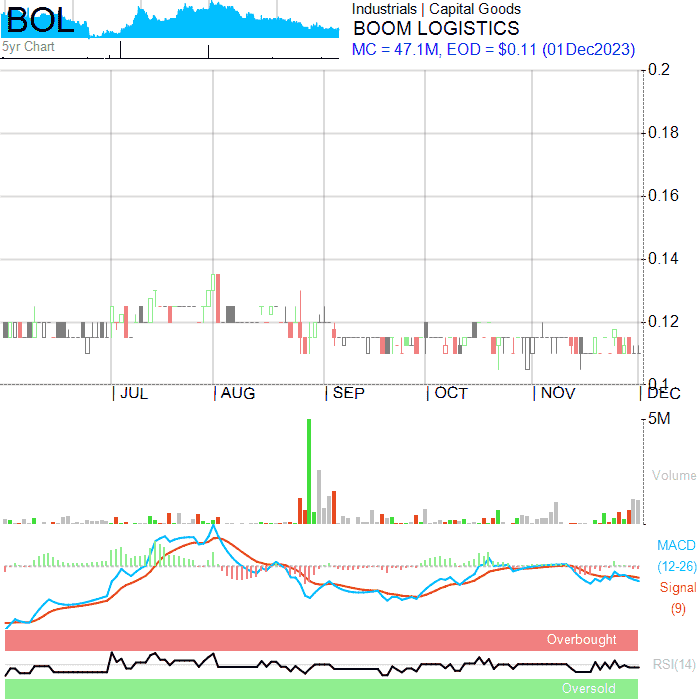 BOL
Industrials | Capital Goods
BOOM LOGISTICS
5yr Chart
MC = 47.1M, EOD = $0.11 (01Dec2023)
0.2
0.18
0.16
0.14
0.12
0.1
JUL AUG SEP OCT NOV DEC
5M
Volume
MACD
(12-26)
Signal
(9)
Overbought
RSI(14)
Oversold